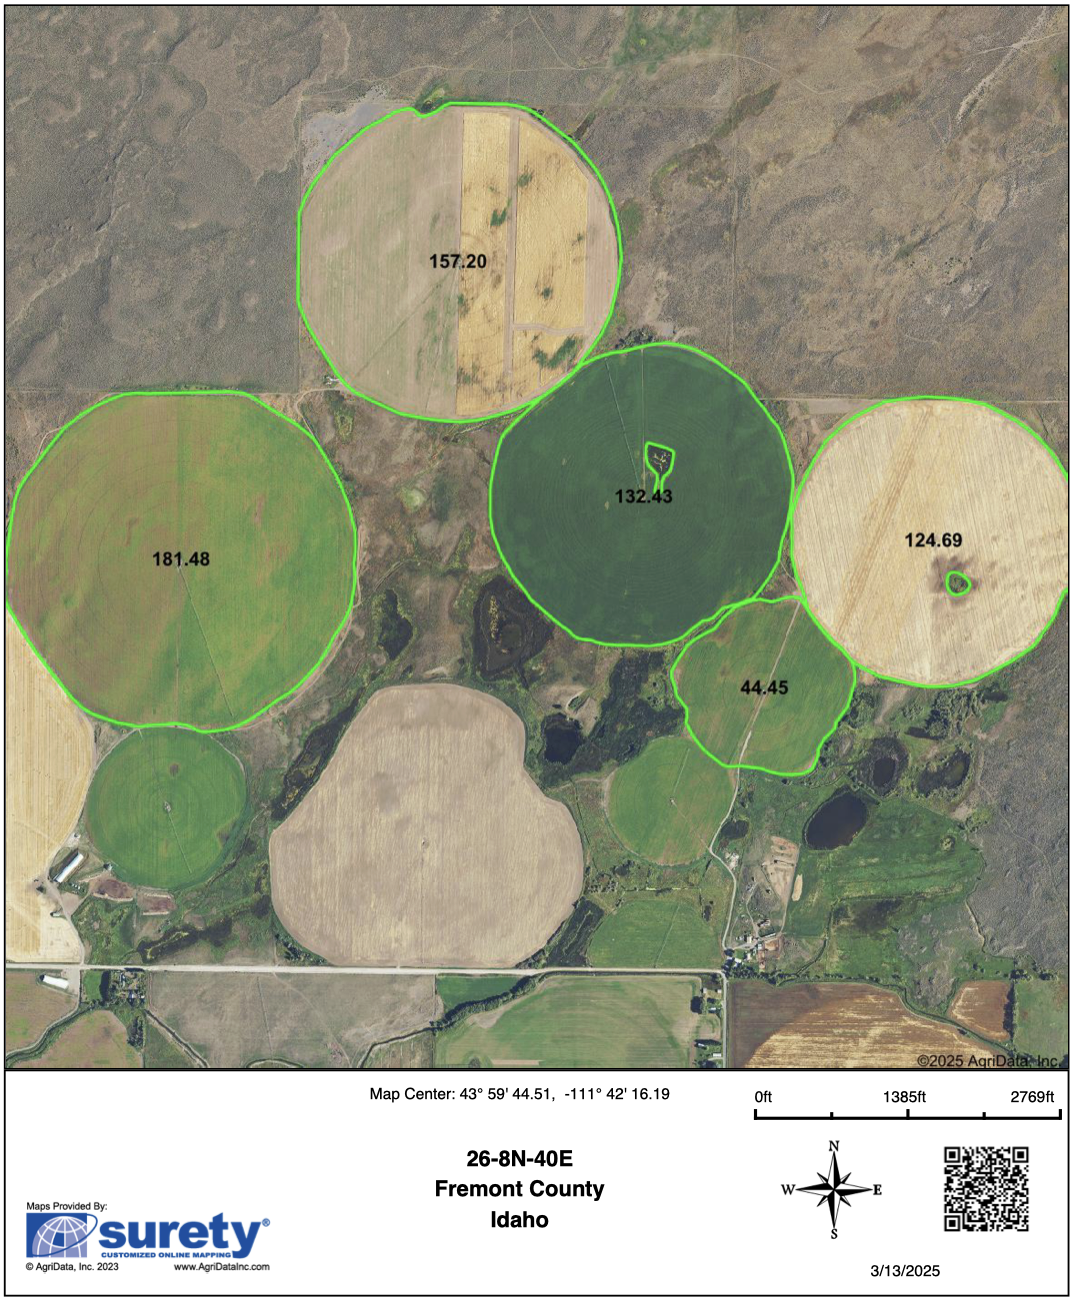 157.20
132.43
124.69
181.48
44.45
©2025 AgriData, Inc.
Map Center: 43° 59' 44.51, -111° 42' 16.19
0ft 1385ft 2769ft
26-8N-40E
Fremont County
Idaho
N
W E
S
Maps Provided By:
surety®
CUSTOMIZED ONLINE MAPPING
© AgriData, Inc. 2023 www.AgriDataInc.com
3/13/2025